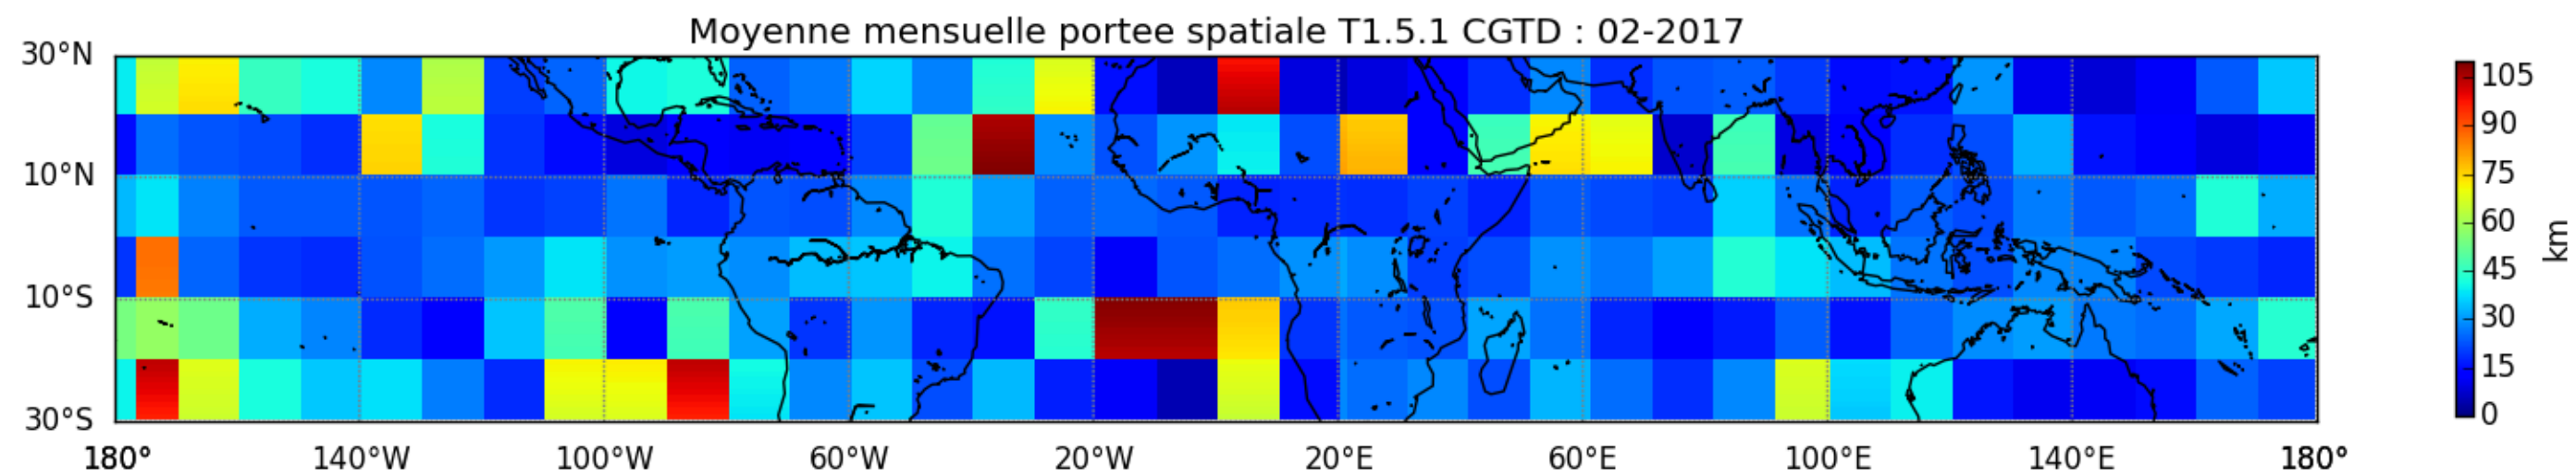 Moyenne mensuelle portee spatiale T1.5.1 CGTD : 02-2017
30°N
10°N
10°S
30°S
180° 140°W 100°W 60°W 20°W 20°E 60°E 100°E 140°E 180°
105
90
75
60
45
30
15
0
km